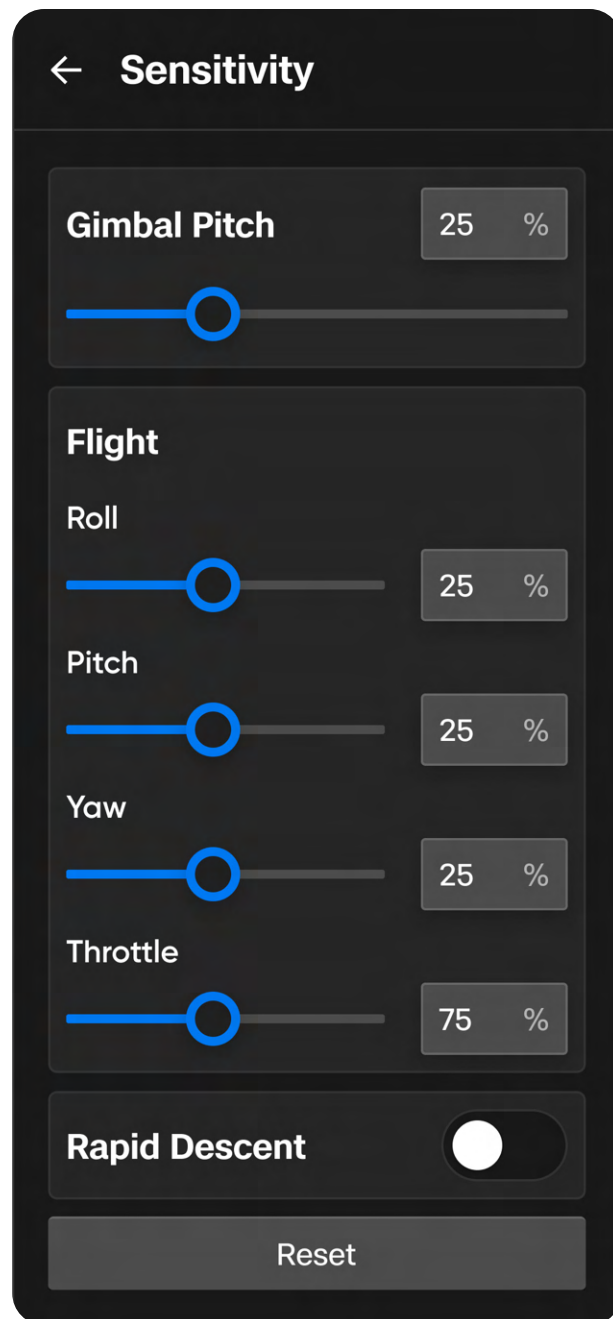 Sensitivity
Gimbal Pitch 25 %
Flight
Roll
25 %
Pitch
25 %
Yaw
25 %
Throttle
75 %
Rapid Descent
Reset